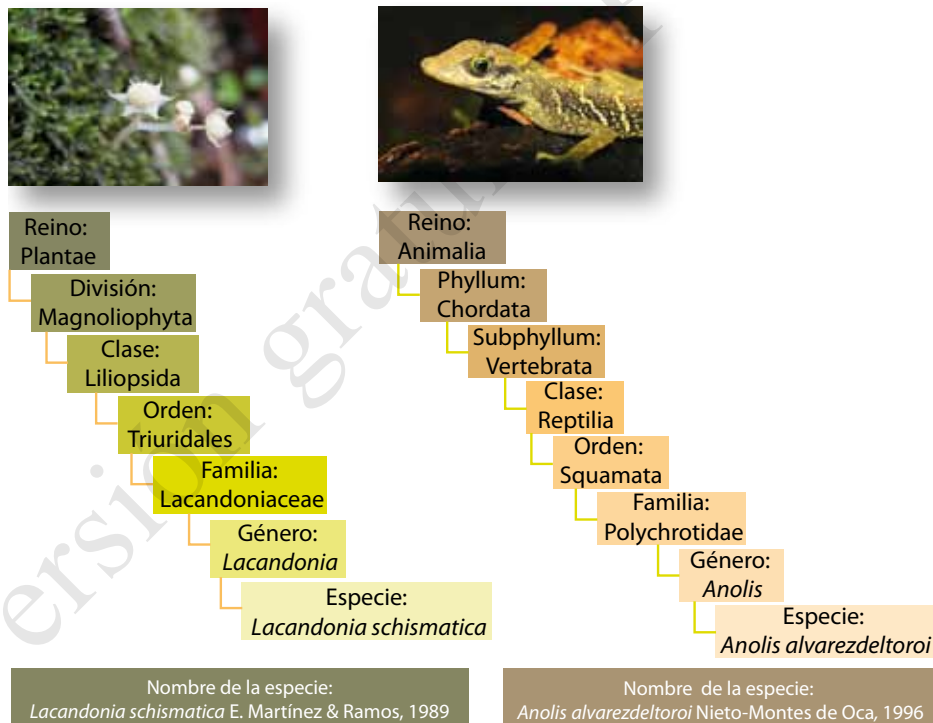 Reino:
Plantae
División:
Magnoliophyta
Clase:
Liliopsida
Orden:
Triuridales
Familia:
Lacandoniaceae
Género:
Lacandonia
Especie:
Lacandonia schismatica
Nombre de la especie:
Lacandonia schismatica E. Martínez & Ramos, 1989
Reino:
Animalia
Phyllum:
Chordata
Subphyllum:
Vertebrata
Clase:
Reptilia
Orden:
Squamata
Familia:
Polychrotidae
Género:
Anolis
Especie:
Anolis alvarezdeltoroi
Nombre de la especie:
Anolis alvarezdeltoroi Nieto-Montes de Oca, 1996